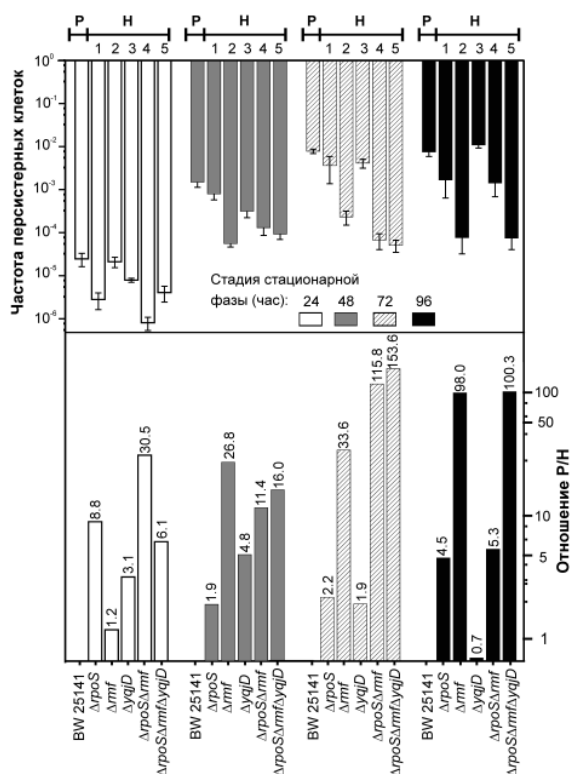 P H P H P H P H
1 2 3 4 5 1 2 3 4 5 1 2 3 4 5 1 2 3 4 5
Частота персистерных клеток
10⁰
10⁻¹
10⁻²
10⁻³
10⁻⁴
10⁻⁵
10⁻⁶
Стадия стационарной
фазы (час): 24 48 72 96
Отношение P/H
100
50
10
5
1
8.8 1.2 3.1 30.5 6.1
1.9 26.8 4.8 11.4 16.0
2.2 33.6 1.9 115.8 153.6
4.5 98.0 0.7 5.3 100.3
BW 25141 ΔrpoS Δrmf ΔyqjD ΔrpoSΔrmf ΔrpoSΔrmfΔyqjD
BW 25141 ΔrpoS Δrmf ΔyqjD ΔrpoSΔrmf ΔrpoSΔrmfΔyqjD
BW 25141 ΔrpoS Δrmf ΔyqjD ΔrpoSΔrmf ΔrpoSΔrmfΔyqjD
BW 25141 ΔrpoS Δrmf ΔyqjD ΔrpoSΔrmf ΔrpoSΔrmfΔyqjD